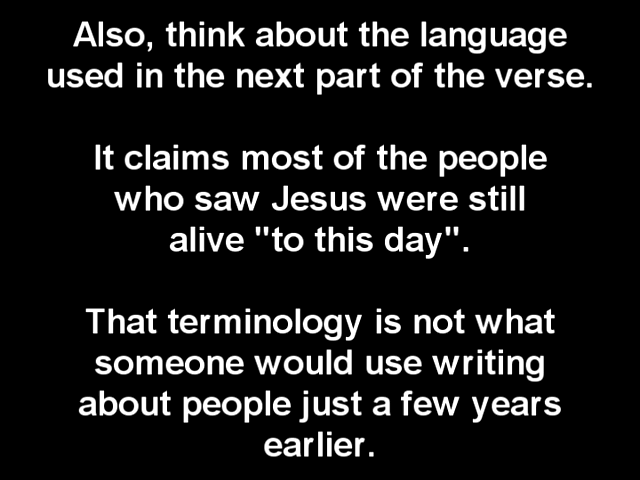 Also, think about the language
used in the next part of the verse.
It claims most of the people
who saw Jesus were still
alive "to this day".
That terminology is not what
someone would use writing
about people just a few years
earlier.